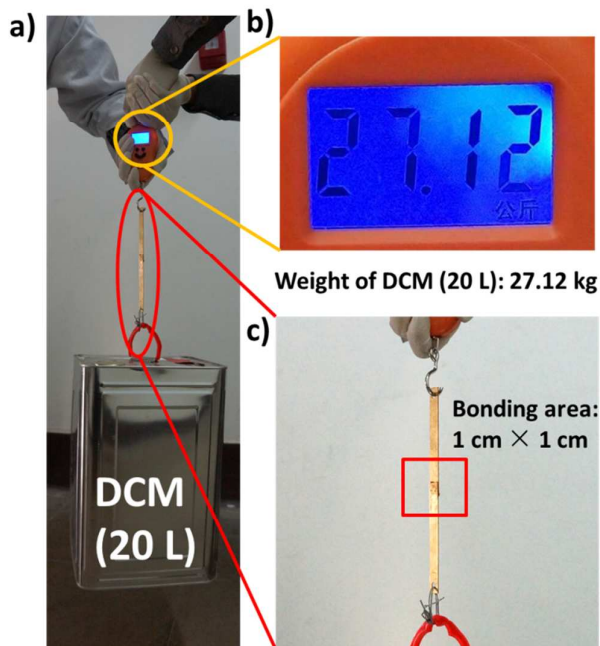 a)
b)
27.12
公斤
Weight of DCM (20 L): 27.12 kg
c)
Bonding area:
1 cm × 1 cm
DCM
(20 L)